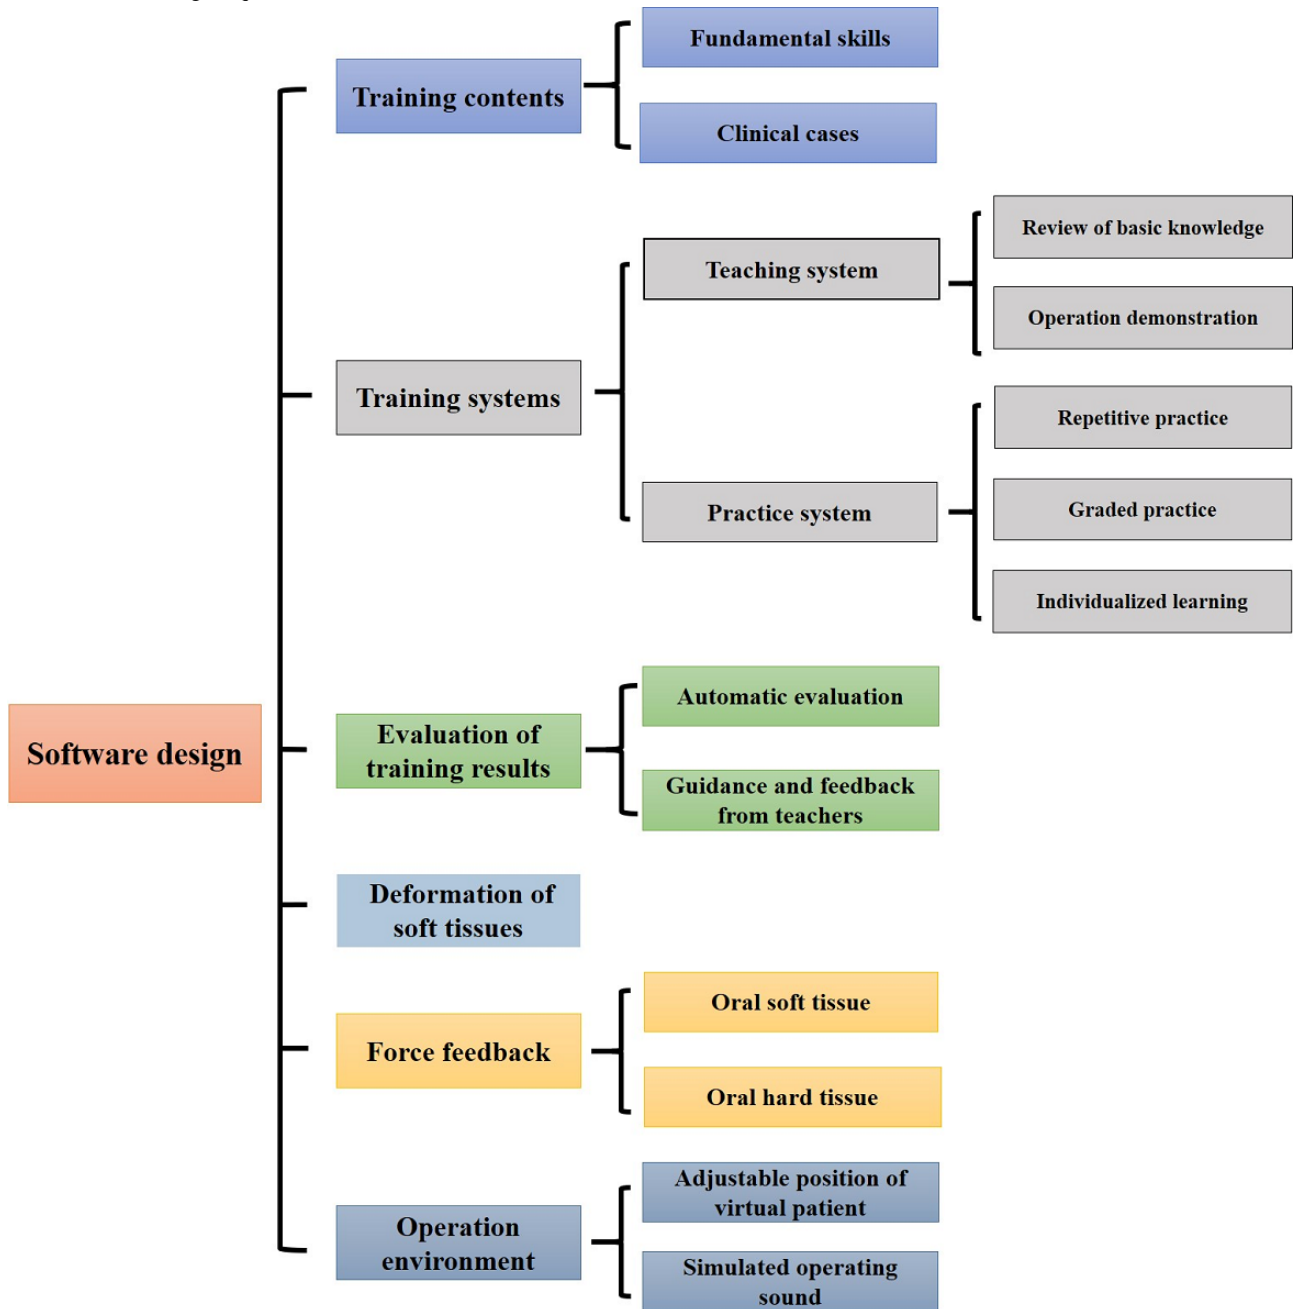 Fundamental skills
Training contents
Clinical cases
Review of basic knowledge
Teaching system
Operation demonstration
Training systems
Repetitive practice
Practice system
Graded practice
Individualized learning
Software design
Automatic evaluation
Evaluation of
training results
Guidance and feedback
from teachers
Deformation of
soft tissues
Oral soft tissue
Force feedback
Oral hard tissue
Adjustable position of
virtual patient
Operation
environment
Simulated operating
sound